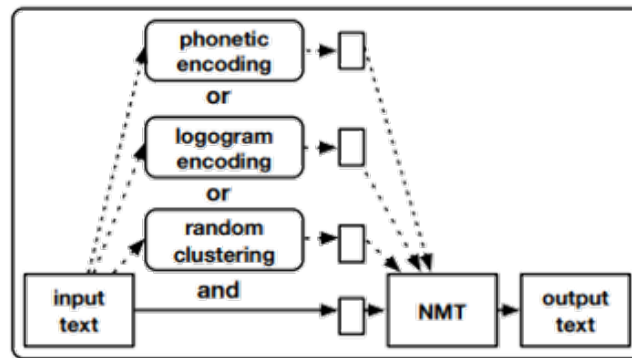 phonetic
encoding
or
logogram
encoding
or
random
clustering
and
input
text
NMT
output
text